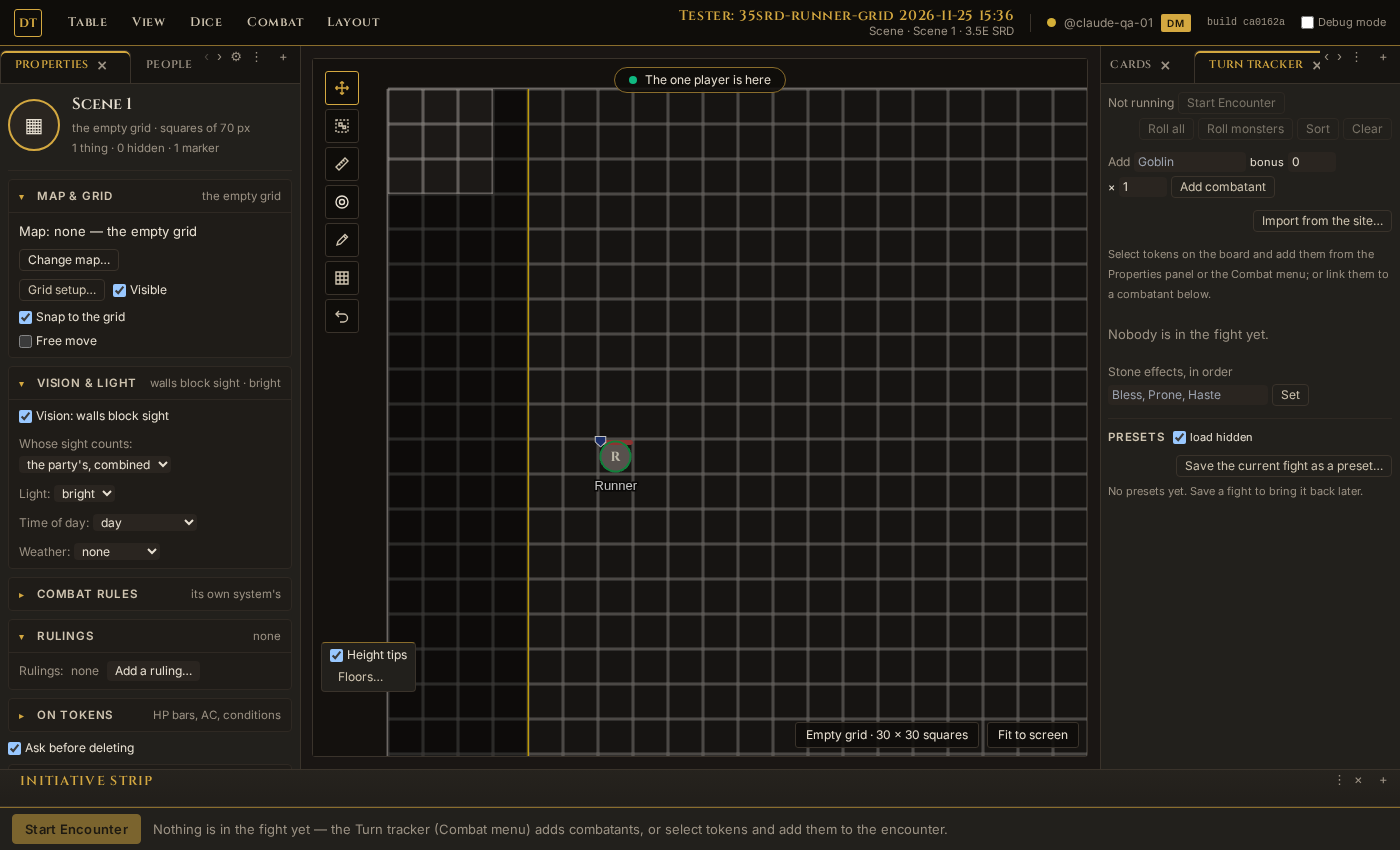 DT TABLE VIEW DICE COMBAT LAYOUT
TESTER: 35SRD-RUNNER-GRID 2026-11-25 15:36
Scene · Scene 1 · 3.5E SRD
@claude-qa-01 DM build ca0162a Debug mode
PROPERTIES × PEOPLE ‹ › ⚙ ⋮ +
SCENE 1
the empty grid · squares of 70 px
1 thing · 0 hidden · 1 marker
▾ MAP & GRID the empty grid
Map: none — the empty grid
Change map...
Grid setup... Visible
Snap to the grid
Free move
▾ VISION & LIGHT walls block sight · bright
Vision: walls block sight
Whose sight counts:
the party's, combined
Light: bright
Time of day: day
Weather: none
▸ COMBAT RULES its own system's
▾ RULINGS none
Rulings: none Add a ruling...
▸ ON TOKENS HP bars, AC, conditions
Ask before deleting
The one player is here
R
Runner
Height tips
Floors...
Empty grid · 30 × 30 squares Fit to screen
CARDS × TURN TRACKER × ‹ › ⋮ +
Not running Start Encounter
Roll all Roll monsters Sort Clear
Add Goblin bonus 0
× 1 Add combatant
Import from the site...
Select tokens on the board and add them from the
Properties panel or the Combat menu; or link them to
a combatant below.
Nobody is in the fight yet.
Stone effects, in order
Bless, Prone, Haste Set
PRESETS load hidden
Save the current fight as a preset...
No presets yet. Save a fight to bring it back later.
INITIATIVE STRIP ⋮ × +
Start Encounter Nothing is in the fight yet — the Turn tracker (Combat menu) adds combatants, or select tokens and add them to the encounter.